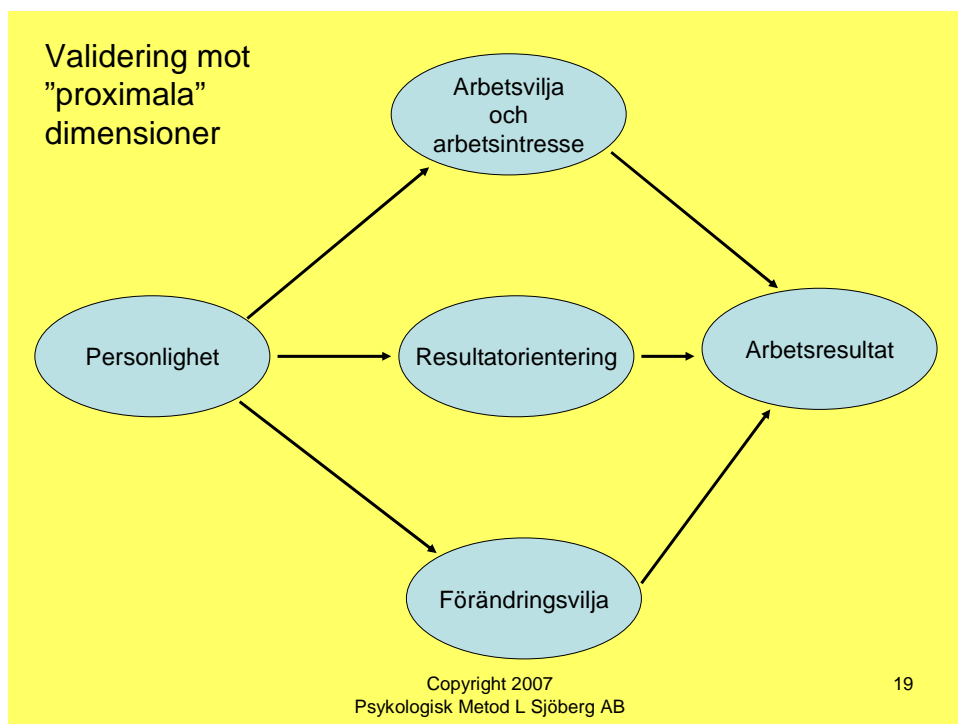 Validering mot
”proximala”
dimensioner
Arbetsvilja
och
arbetsintresse
Personlighet
Resultatorientering
Arbetsresultat
Förändringsvilja
Copyright 2007
Psykologisk Metod L Sjöberg AB
19